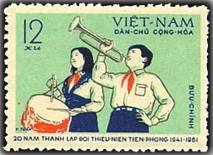 12
XU
VIỆT-NAM
DÂN-CHỦ CỘNG-HÒA
BƯU-CHÍNH
20 NĂM THÀNH LẬP ĐỘI THIẾU-NIÊN TIỀN-PHONG 1941-1961